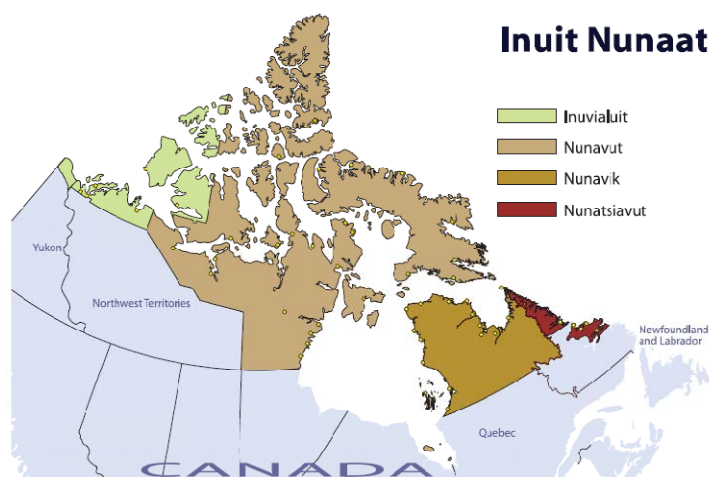 Inuit Nunaat
Inuvialuit
Nunavut
Nunavik
Nunatsiavut
Yukon
Northwest Territories
Newfoundland
and Labrador
Quebec
CANADA